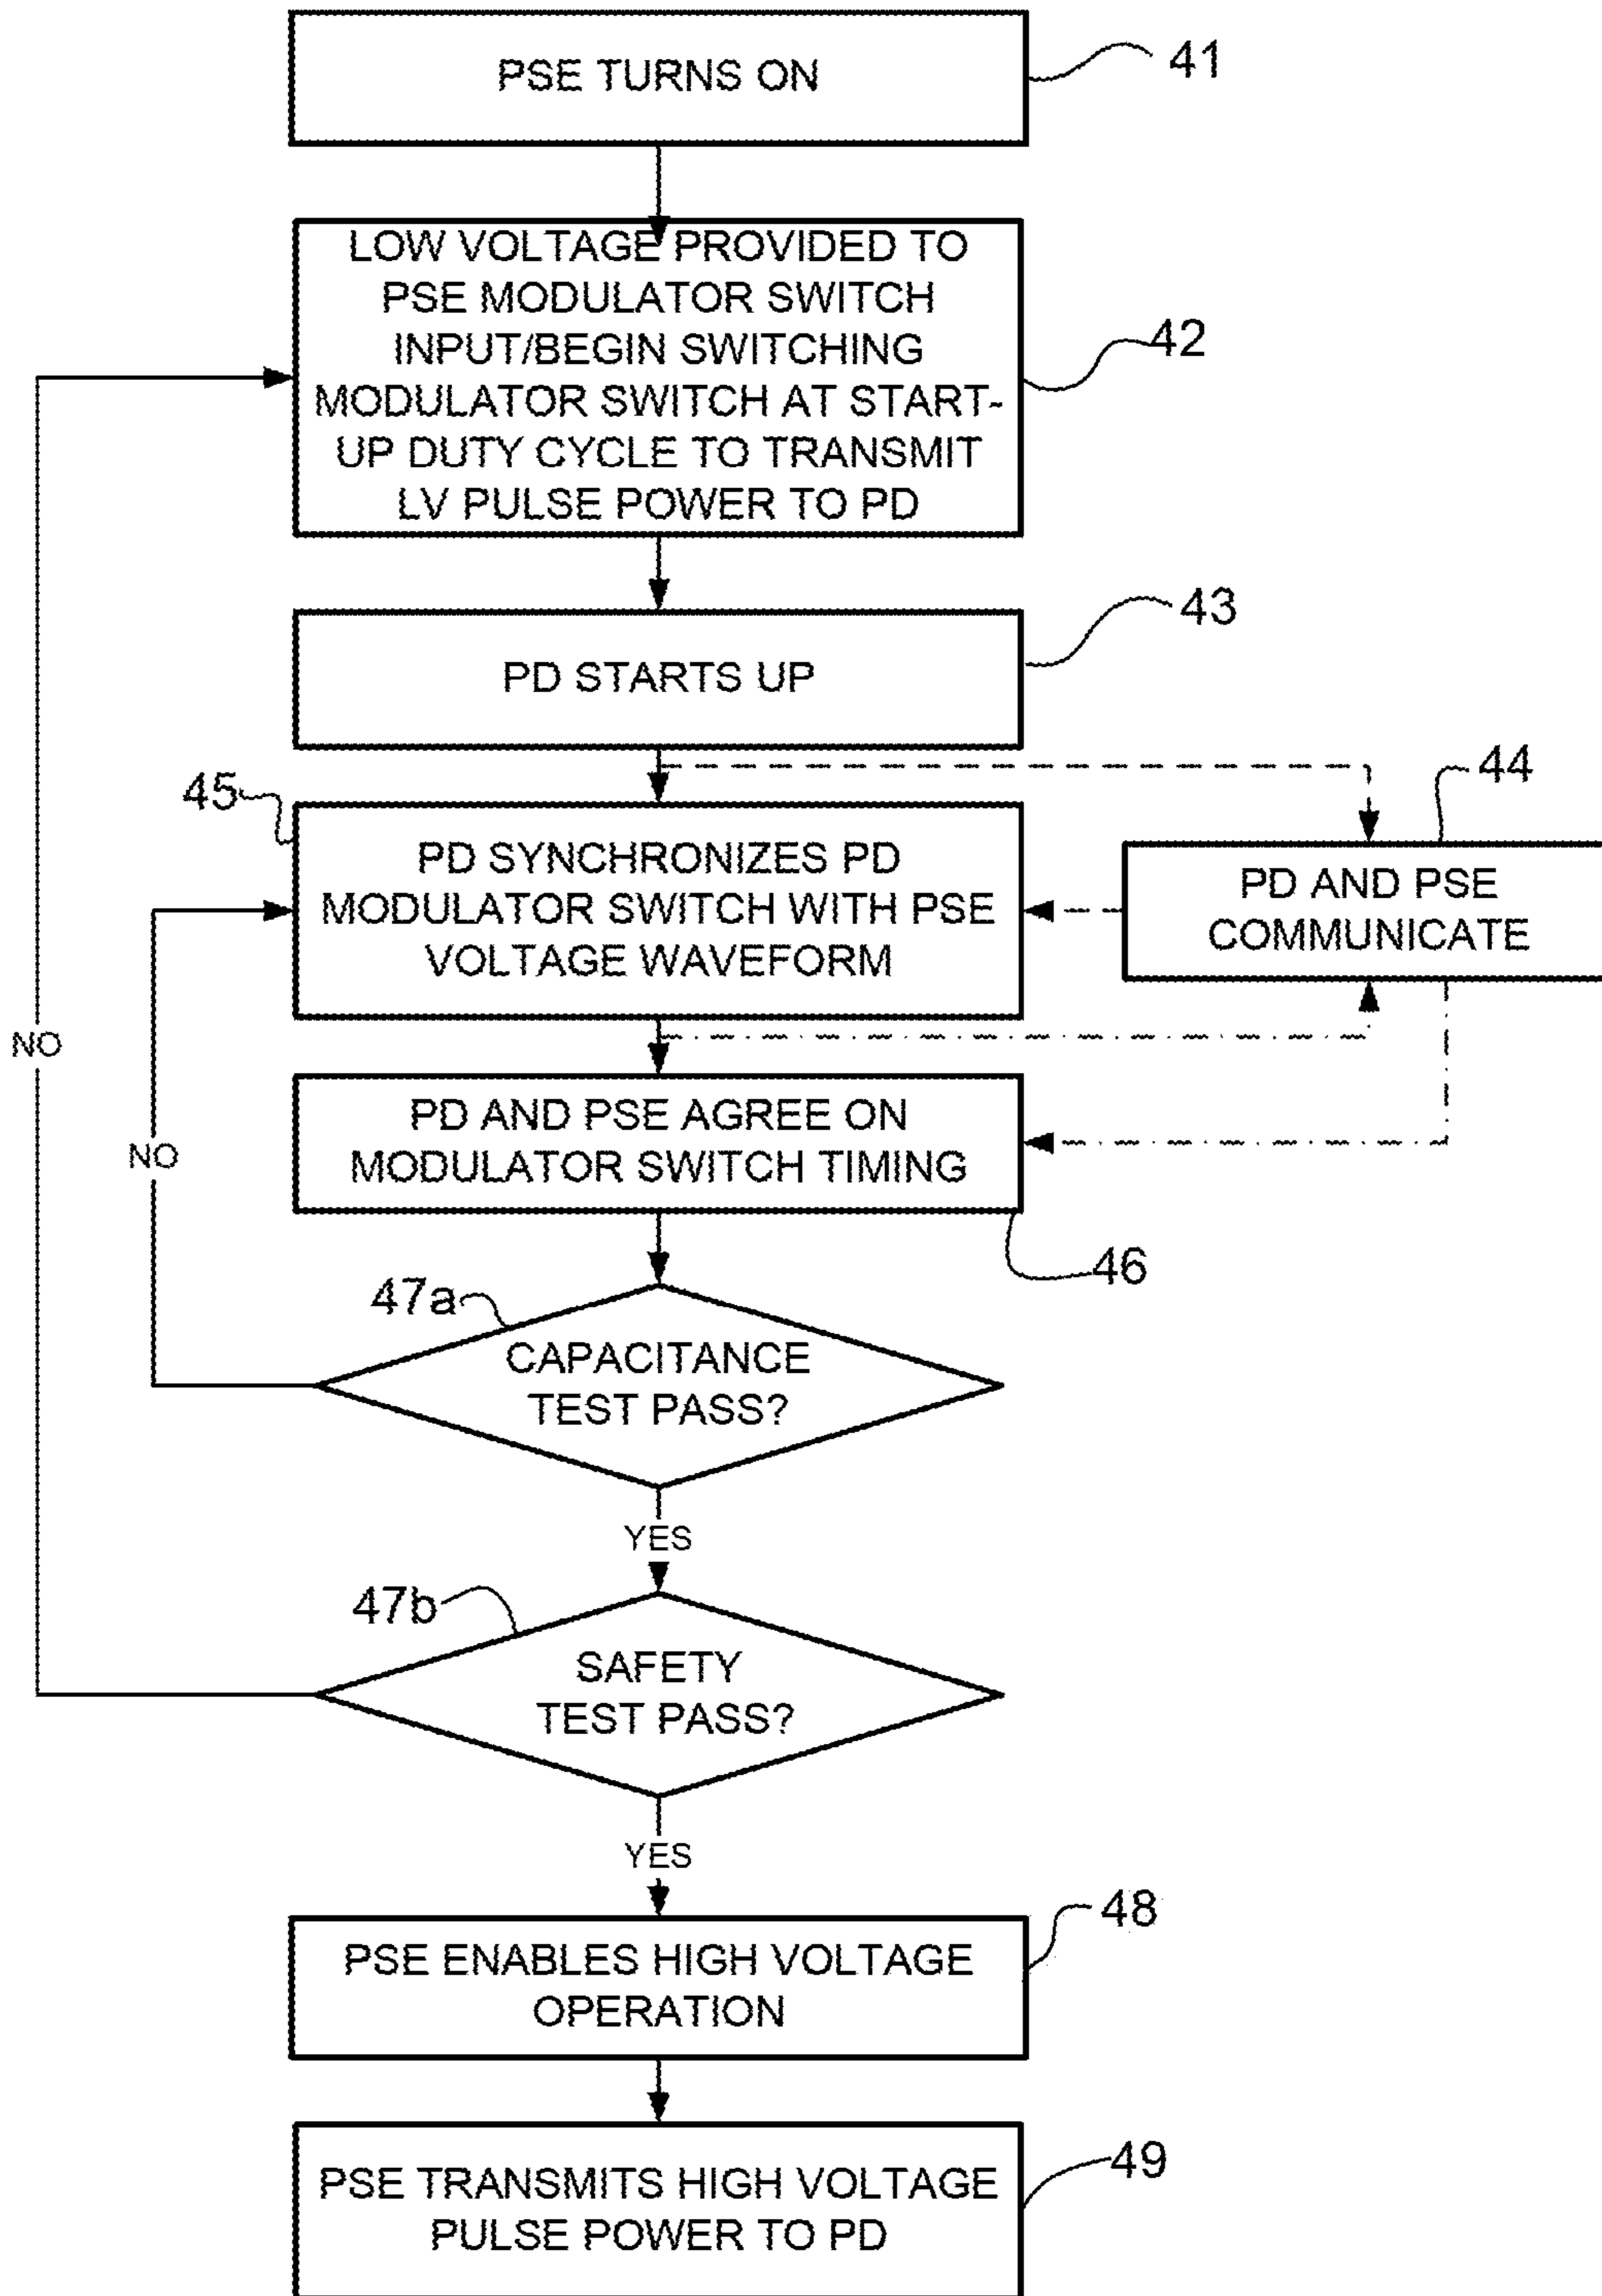 PSE TURNS ON
41
LOW VOLTAGE PROVIDED TO
PSE MODULATOR SWITCH
INPUT/BEGIN SWITCHING
MODULATOR SWITCH AT START-
UP DUTY CYCLE TO TRANSMIT
LV PULSE POWER TO PD
42
PD STARTS UP
43
44
PD AND PSE
COMMUNICATE
45
PD SYNCHRONIZES PD
MODULATOR SWITCH WITH PSE
VOLTAGE WAVEFORM
NO
PD AND PSE AGREE ON
MODULATOR SWITCH TIMING
46
NO
47a
CAPACITANCE
TEST PASS?
YES
47b
SAFETY
TEST PASS?
YES
PSE ENABLES HIGH VOLTAGE
OPERATION
48
PSE TRANSMITS HIGH VOLTAGE
PULSE POWER TO PD
49